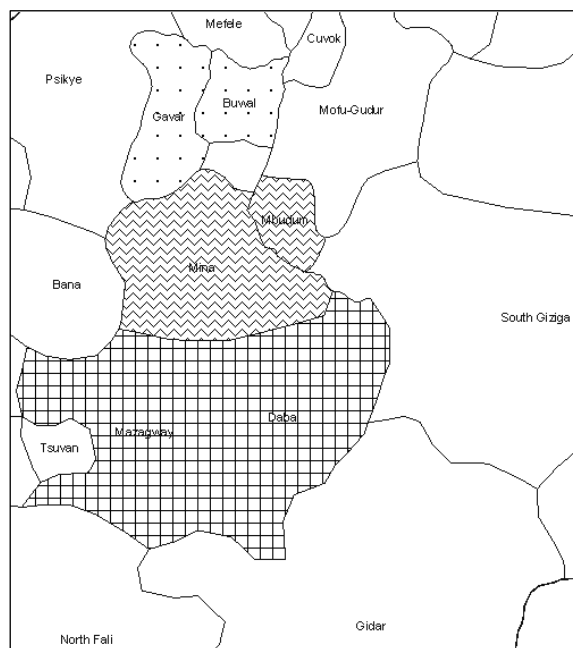 Mefele
Cuvok
Psikye
Buwal
Gavar
Mofu-Gudur
Mbudum
Mina
Bana
South Giziga
Daba
Mazagway
Tsuvan
Gidar
North Fali